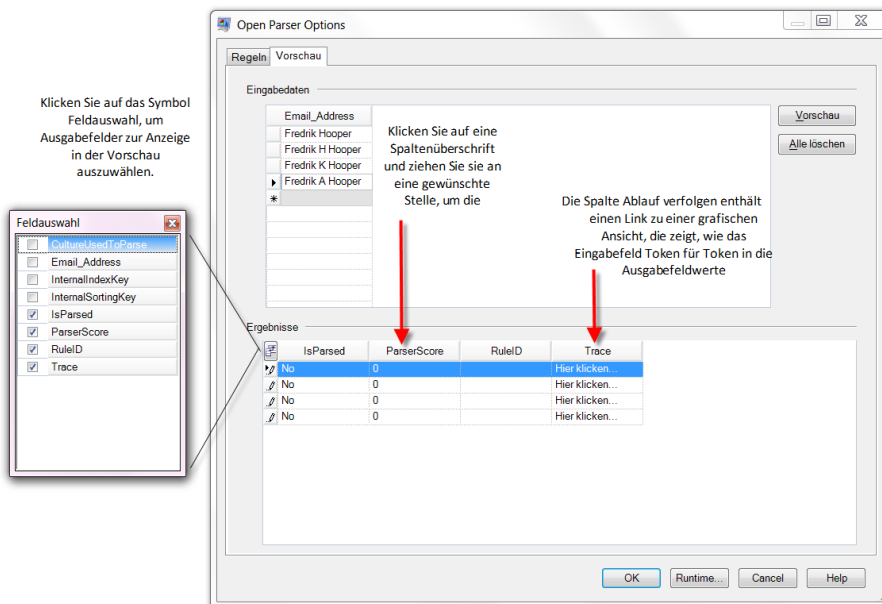 Open Parser Options
Regeln
Vorschau
Klicken Sie auf das Symbol
Feldauswahl, um
Ausgabefelder zur Anzeige
in der Vorschau
auszuwählen.
Eingabedaten
Email_Address
Fredrik Hooper
Fredrik H Hooper
Fredrik K Hooper
Fredrik A Hooper
Klicken Sie auf eine
Spaltenüberschrift
und ziehen Sie sie an
eine gewünschte
Stelle, um die
Vorschau
Alle löschen
Die Spalte Ablauf verfolgen enthält
einen Link zu einer grafischen
Ansicht, die zeigt, wie das
Eingabefeld Token für Token in die
Ausgabefeldwerte
Feldauswahl
CultureUsedToParse
Email_Address
InternalIndexKey
InternalSortingKey
IsParsed
ParserScore
RuleID
Trace
Ergebnisse
IsParsed ParserScore RuleID Trace
No 0 Hier klicken...
No 0 Hier klicken...
No 0 Hier klicken...
No 0 Hier klicken...
OK Runtime... Cancel Help